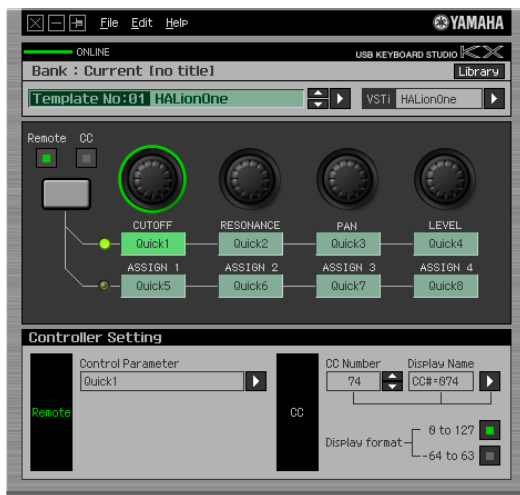 File Edit Help YAMAHA
ONLINE USB KEYBOARD STUDIO KX
Bank : Current [no title] Library
Template No:01 HALionOne VSTi HALionOne
Remote CC
CUTOFF RESONANCE PAN LEVEL
Quick1 Quick2 Quick3 Quick4
ASSIGN 1 ASSIGN 2 ASSIGN 3 ASSIGN 4
Quick5 Quick6 Quick7 Quick8
Controller Setting
Control Parameter CC Number Display Name
Quick1 74 CC#=074
Remote CC
0 to 127
Display format
-64 to 63